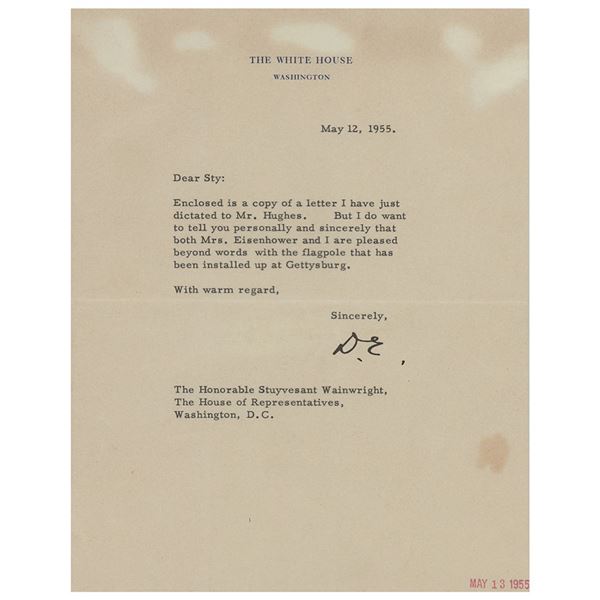 THE WHITE HOUSE
WASHINGTON
May 12, 1955.
Dear Sty:
Enclosed is a copy of a letter I have just
dictated to Mr. Hughes. But I do want
to tell you personally and sincerely that
both Mrs. Eisenhower and I are pleased
beyond words with the flagpole that has
been installed up at Gettysburg.
With warm regard,
Sincerely,
D.E.
The Honorable Stuyvesant Wainwright,
The House of Representatives,
Washington, D.C.
MAY 13 1955